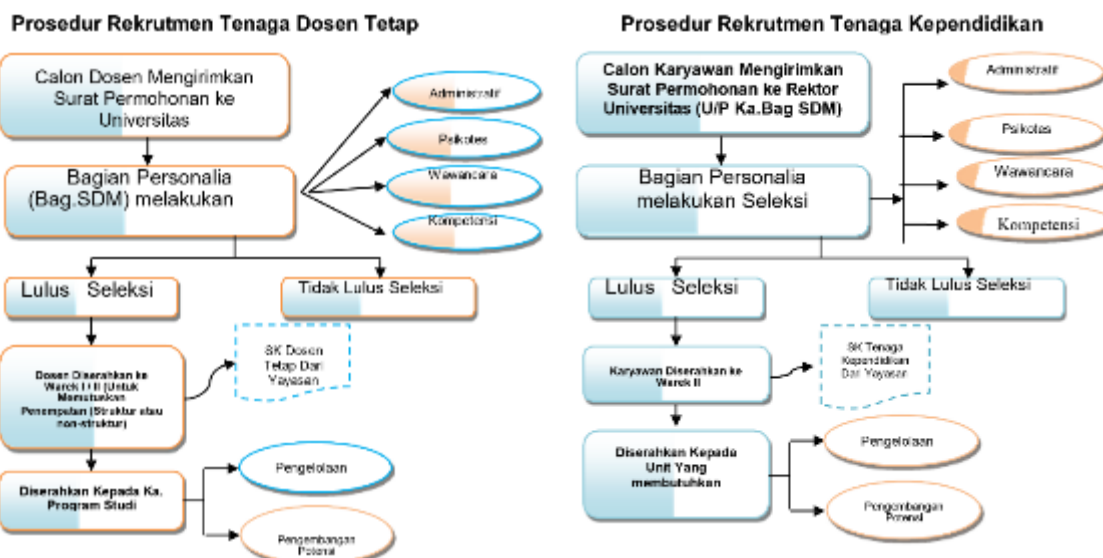 Prosedur Rekrutmen Tenaga Dosen Tetap
Calon Dosen Mengirimkan
Surat Permohonan ke
Universitas
Administratif
Psikotes
Wawancara
Kompetensi
Bagian Personalia
(Bag.SDM) melakukan
Lulus Seleksi
Tidak Lulus Seleksi
Dosen Diserahkan ke
Warek I / II (Untuk
Memutuskan
Penempatan (Struktur atau
non-struktur)
SK Dosen
Tetap Dari
Yayasan
Diserahkan Kepada Ka.
Program Studi
Pengelolaan
Pengembangan
Potensi
Prosedur Rekrutmen Tenaga Kependidikan
Calon Karyawan Mengirimkan
Surat Permohonan ke Rektor
Universitas (U/P Ka.Bag SDM)
Administratif
Psikotas
Wawancara
Kompetensi
Bagian Personalia
melakukan Seleksi
Lulus Seleksi
Tidak Lulus Seleksi
Karyawan Diserahkan ke
Warek II
SK Tenaga
Kependidikan
Dari Yayasan
Diserahkan Kepada
Unit Yang
membutuhkan
Pengelolaan
Pengembangan
Potensi